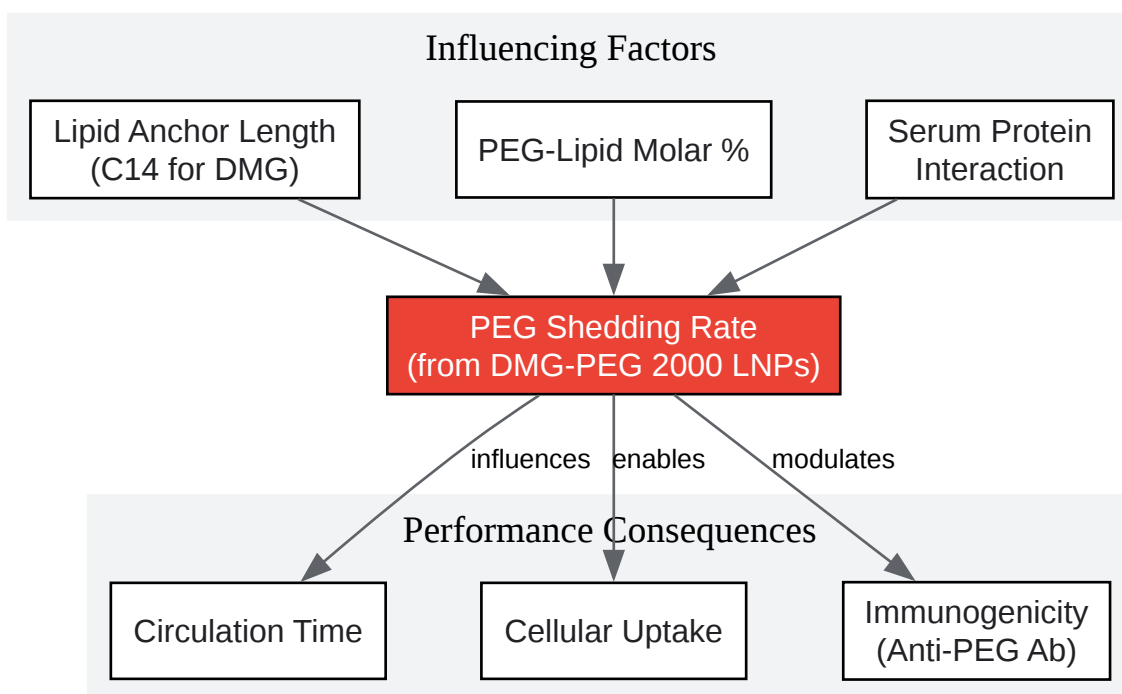 Influencing Factors
Lipid Anchor Length
(C14 for DMG)
PEG-Lipid Molar %
Serum Protein
Interaction
PEG Shedding Rate
(from DMG-PEG 2000 LNPs)
influences
enables
modulates
Performance Consequences
Circulation Time
Cellular Uptake
Immunogenicity
(Anti-PEG Ab)